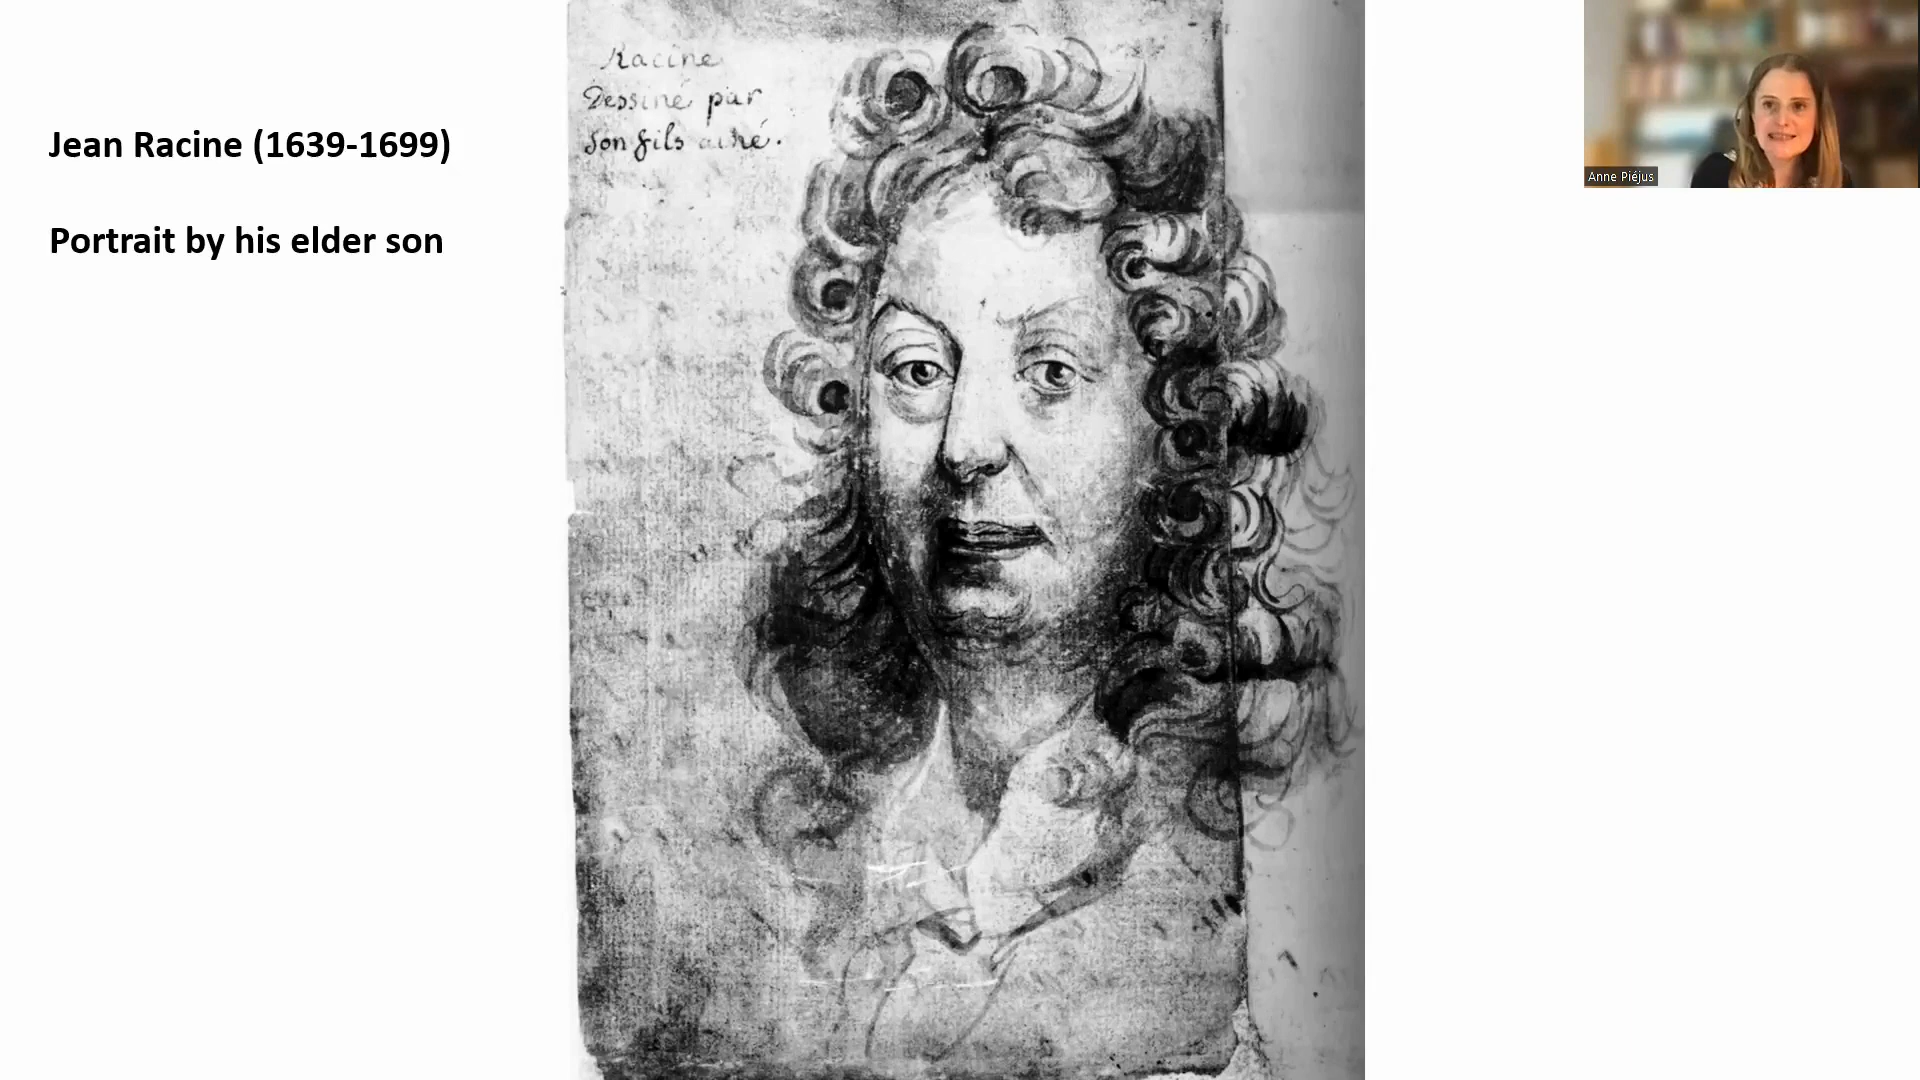 Jean Racine (1639-1699)
Portrait by his elder son
Racine
Dessiné par
son fils aîné.
Anne Piéjus